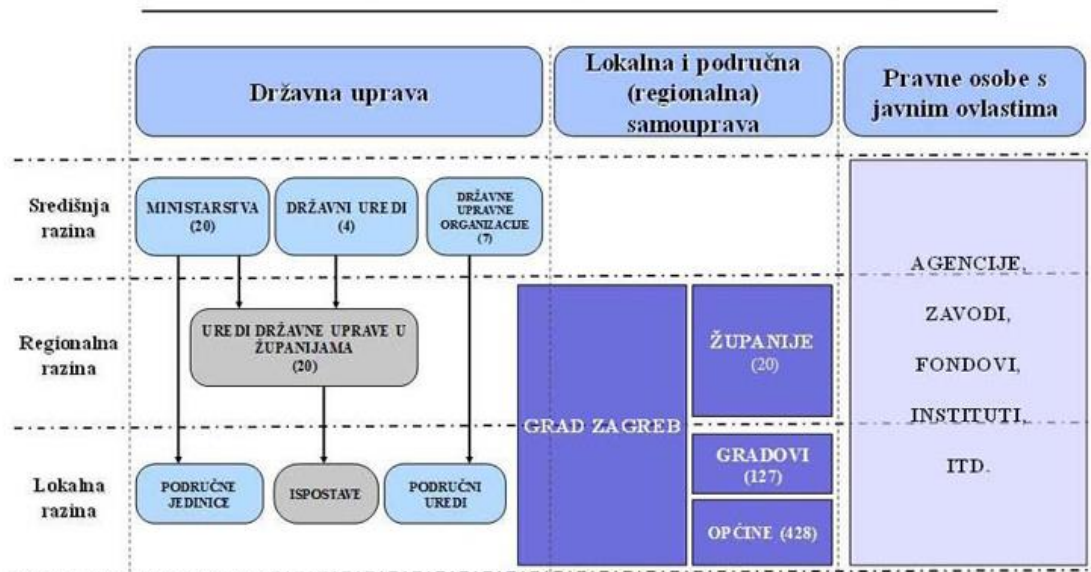 Državna uprava
Lokalna i područna
(regionalna)
samouprava
Pravne osobe s
javnim ovlastima
Središnja
razina
MINISTARSTVA
(20)
DRŽAVNI UREDI
(4)
DRŽAVNE
UPRAVNE
ORGANIZACIJE
(7)
Regionalna
razina
UREDI DRŽAVNE UPRAVE U
ŽUPANIJAMA
(20)
GRAD ZAGREB
ŽUPANIJE
(20)
Lokalna
razina
PODRUČNE
JEDINICE
ISPOSTAVE
PODRUČNI
UREDI
GRADOVI
(127)
OPĆINE (428)
AGENCIJE,
ZAVODI,
FONDOVI,
INSTITUTI,
ITD.